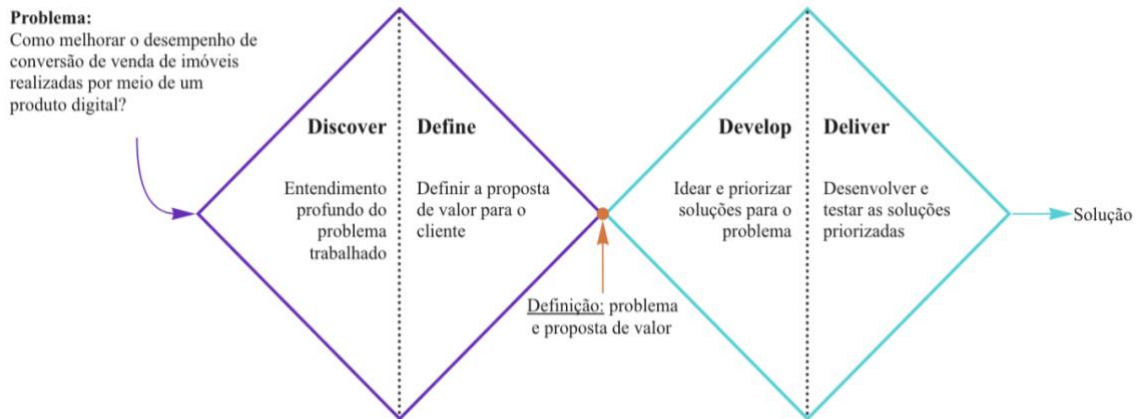 Problema:
Como melhorar o desempenho de
conversão de venda de imóveis
realizadas por meio de um
produto digital?
Discover
Entendimento
profundo do
problema
trabalhado
Define
Definir a proposta
de valor para o
cliente
Definição: problema
e proposta de valor
Develop
Idear e priorizar
soluções para o
problema
Deliver
Desenvolver e
testar as soluções
priorizadas
Solução